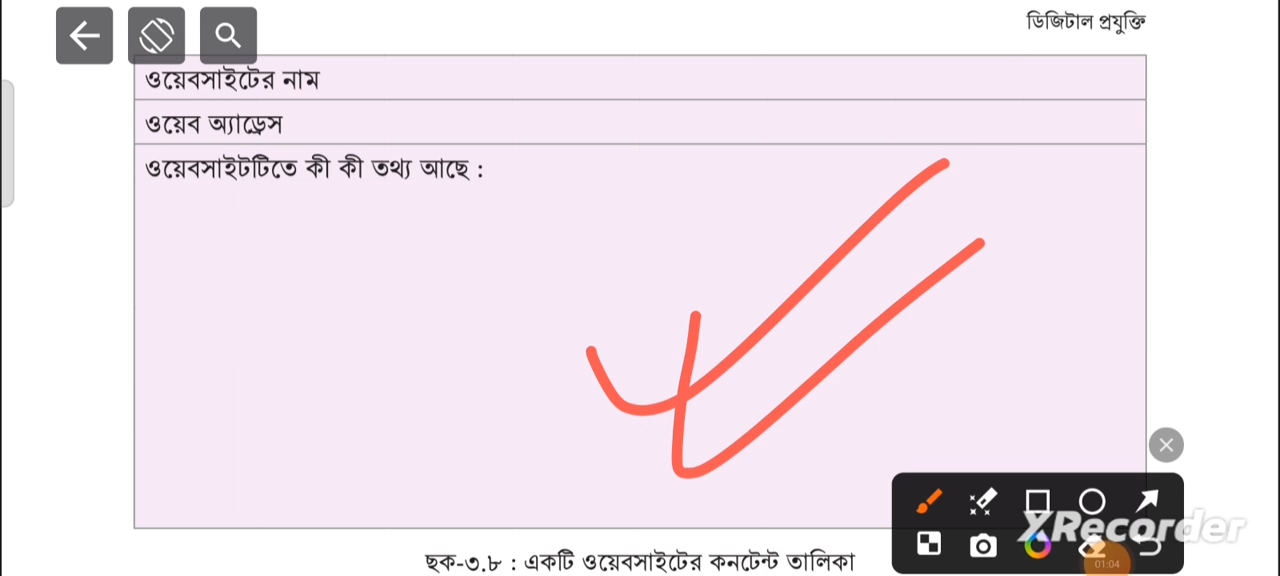 ডিজিটাল প্রযুক্তি
ওয়েবসাইটের নাম
ওয়েব অ্যাড্রেস
ওয়েবসাইটটিতে কী কী তথ্য আছে :
XRecorder
01:04
ছক-৩.৮ : একটি ওয়েবসাইটের কনটেন্ট তালিকা